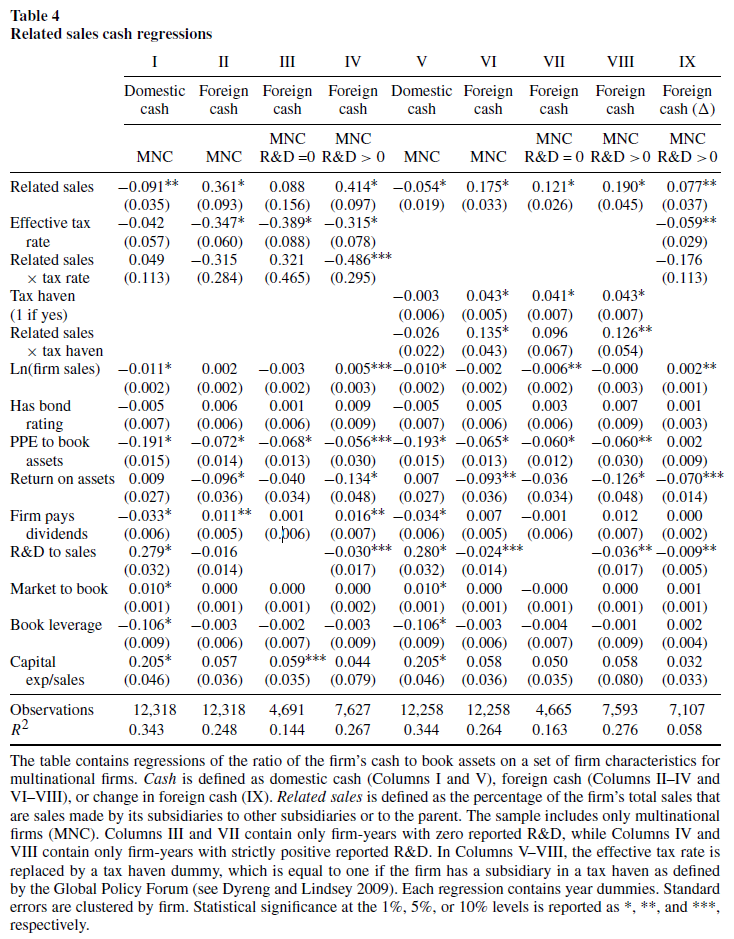 Table 4
Related sales cash regressions
I II III IV V VI VII VIII IX
Domestic Foreign Foreign Foreign Domestic Foreign Foreign Foreign Foreign
cash cash cash cash cash cash cash cash cash (Δ)
MNC MNC MNC MNC MNC
MNC MNC R&D =0 R&D > 0 MNC MNC R&D = 0 R&D > 0 R&D > 0
Related sales −0.091** 0.361* 0.088 0.414* −0.054* 0.175* 0.121* 0.190* 0.077**
(0.035) (0.093) (0.156) (0.097) (0.019) (0.033) (0.026) (0.045) (0.037)
Effective tax −0.042 −0.347* −0.389* −0.315* −0.059**
rate (0.057) (0.060) (0.088) (0.078) (0.029)
Related sales 0.049 −0.315 0.321 −0.486*** −0.176
× tax rate (0.113) (0.284) (0.465) (0.295) (0.113)
Tax haven −0.003 0.043* 0.041* 0.043*
(1 if yes) (0.006) (0.005) (0.007) (0.007)
Related sales −0.026 0.135* 0.096 0.126**
× tax haven (0.022) (0.043) (0.067) (0.054)
Ln(firm sales) −0.011* 0.002 −0.003 0.005*** −0.010* −0.002 −0.006** −0.000 0.002**
(0.002) (0.002) (0.002) (0.003) (0.002) (0.002) (0.002) (0.003) (0.001)
Has bond −0.005 0.006 0.001 0.009 −0.005 0.005 0.003 0.007 0.001
rating (0.007) (0.006) (0.006) (0.009) (0.007) (0.006) (0.006) (0.009) (0.003)
PPE to book −0.191* −0.072* −0.068* −0.056*** −0.193* −0.065* −0.060* −0.060** 0.002
assets (0.015) (0.014) (0.013) (0.030) (0.015) (0.013) (0.012) (0.030) (0.009)
Return on assets 0.009 −0.096* −0.040 −0.134* 0.007 −0.093** −0.036 −0.126* −0.070***
(0.027) (0.036) (0.034) (0.048) (0.027) (0.036) (0.034) (0.048) (0.014)
Firm pays −0.033* 0.011** 0.001 0.016** −0.034* 0.007 −0.001 0.012 0.000
dividends (0.006) (0.005) (0.006) (0.007) (0.006) (0.005) (0.006) (0.007) (0.002)
R&D to sales 0.279* −0.016 −0.030*** 0.280* −0.024*** −0.036** −0.009**
(0.032) (0.014) (0.017) (0.032) (0.014) (0.017) (0.005)
Market to book 0.010* 0.000 0.000 0.000 0.010* 0.000 −0.000 0.000 0.001
(0.001) (0.001) (0.001) (0.002) (0.001) (0.001) (0.001) (0.001) (0.001)
Book leverage −0.106* −0.003 −0.002 −0.003 −0.106* −0.003 −0.004 −0.001 0.002
(0.009) (0.006) (0.007) (0.009) (0.009) (0.006) (0.007) (0.009) (0.004)
Capital 0.205* 0.057 0.059*** 0.044 0.205* 0.058 0.050 0.058 0.032
exp/sales (0.046) (0.036) (0.035) (0.079) (0.046) (0.036) (0.035) (0.080) (0.033)
Observations 12,318 12,318 4,691 7,627 12,258 12,258 4,665 7,593 7,107
R² 0.343 0.248 0.144 0.267 0.344 0.264 0.163 0.276 0.058
The table contains regressions of the ratio of the firm's cash to book assets on a set of firm characteristics for
multinational firms. Cash is defined as domestic cash (Columns I and V), foreign cash (Columns II–IV and
VI–VIII), or change in foreign cash (IX). Related sales is defined as the percentage of the firm's total sales that
are sales made by its subsidiaries to other subsidiaries or to the parent. The sample includes only multinational
firms (MNC). Columns III and VII contain only firm-years with zero reported R&D, while Columns IV and
VIII contain only firm-years with strictly positive reported R&D. In Columns V–VIII, the effective tax rate is
replaced by a tax haven dummy, which is equal to one if the firm has a subsidiary in a tax haven as defined
by the Global Policy Forum (see Dyreng and Lindsey 2009). Each regression contains year dummies. Standard
errors are clustered by firm. Statistical significance at the 1%, 5%, or 10% levels is reported as *, **, and ***,
respectively.